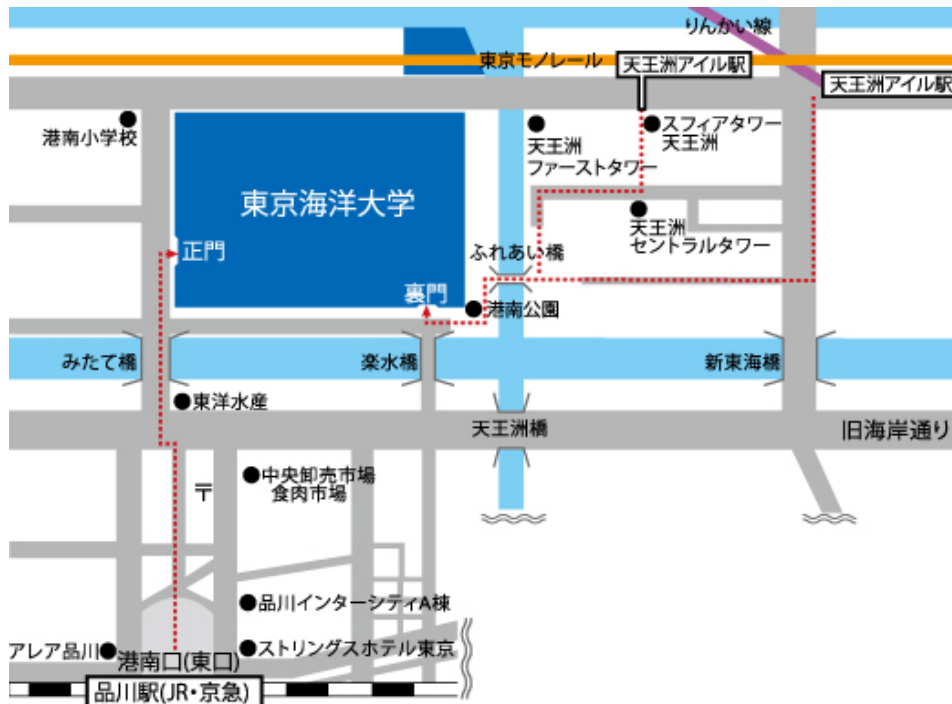 りんかい線
東京モノレール
天王洲アイル駅
天王洲アイル駅
港南小学校
天王洲
ファーストタワー
スフィアタワー
天王洲
東京海洋大学
正門
天王洲
セントラルタワー
ふれあい橋
裏門
港南公園
みたて橋
楽水橋
新東海橋
東洋水産
天王洲橋
旧海岸通り
中央卸売市場
食肉市場
〒
品川インターシティA棟
アレア品川
港南口(東口)
ストリングスホテル東京
品川駅(JR・京急)